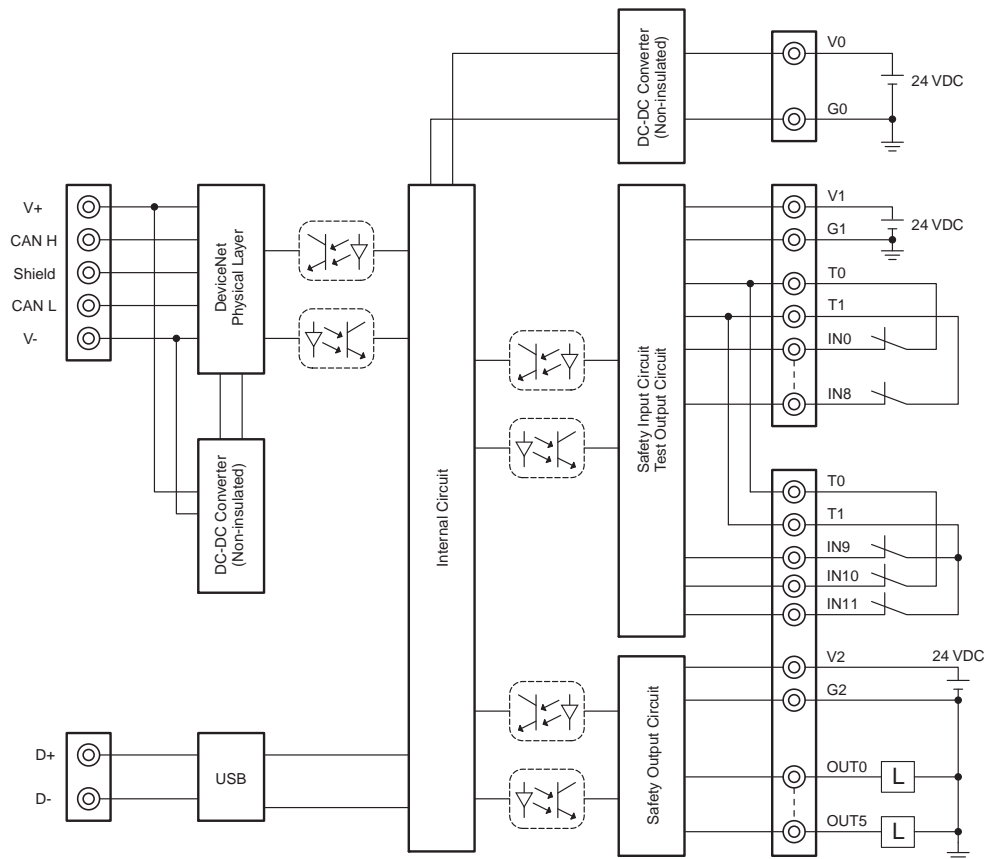 V0
24 VDC
G0
DC-DC Converter
(Non-insulated)
V+
CAN H
Shield
CAN L
V-
DeviceNet
Physical Layer
DC-DC Converter
(Non-insulated)
Internal Circuit
Safety Input Circuit
Test Output Circuit
V1
24 VDC
G1
T0
T1
IN0
IN8
T0
T1
IN9
IN10
IN11
V2
24 VDC
G2
Safety Output Circuit
OUT0
L
OUT5
L
D+
D-
USB